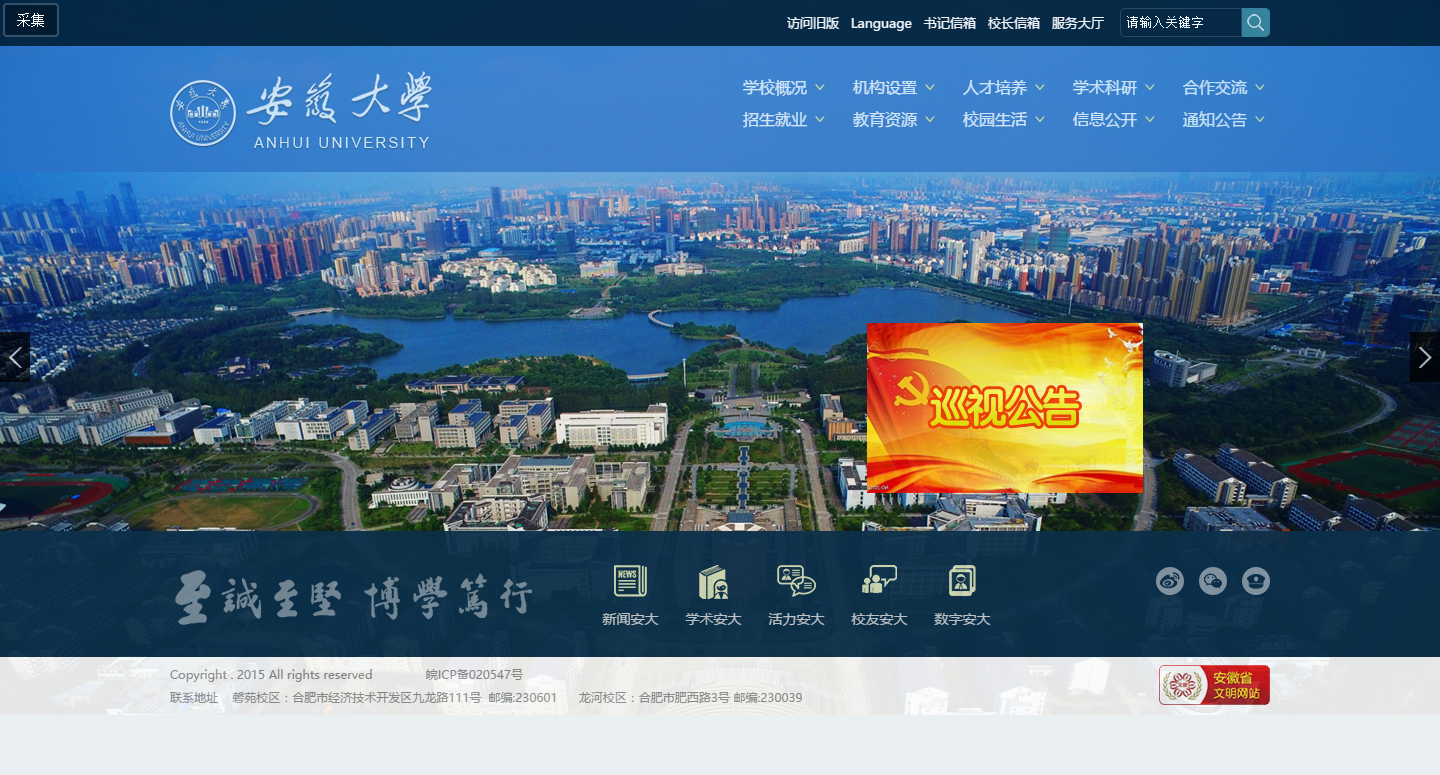 采集
访问旧版 Language 书记信箱 校长信箱 服务大厅 请输入关键字
安徽大学
ANHUI UNIVERSITY
学校概况 机构设置 人才培养 学术科研 合作交流
招生就业 教育资源 校园生活 信息公开 通知公告
巡视公告
至誠至堅 博學篤行
NEWS
新闻安大 学术安大 活力安大 校友安大 数字安大
Copyright . 2015 All rights reserved 皖ICP备020547号
联系地址 磬苑校区：合肥市经济技术开发区九龙路111号 邮编:230601 龙河校区：合肥市肥西路3号 邮编:230039
安徽省
文明网站